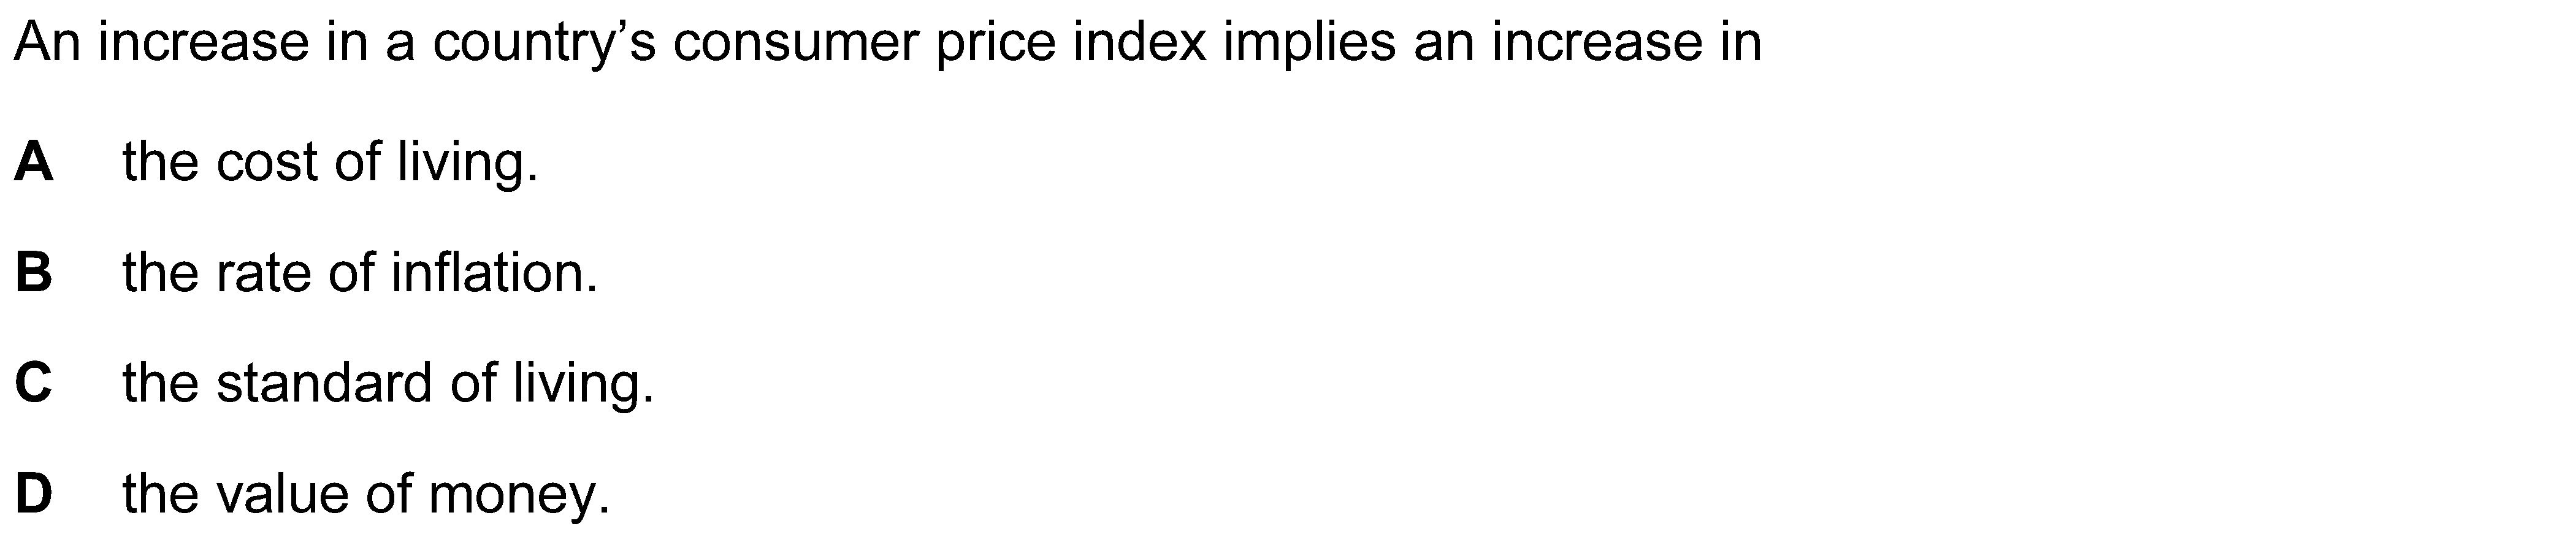 An increase in a country’s consumer price index implies an increase in
A the cost of living.
B the rate of inflation.
C the standard of living.
D the value of money.